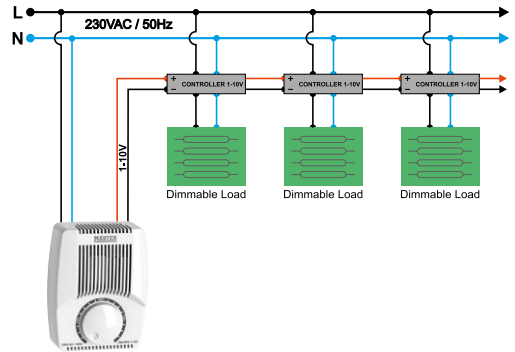 L
230VAC / 50Hz
N
+
−
CONTROLLER 1-10V
+
−
CONTROLLER 1-10V
+
−
CONTROLLER 1-10V
1-10V
Dimmable Load
Dimmable Load
Dimmable Load